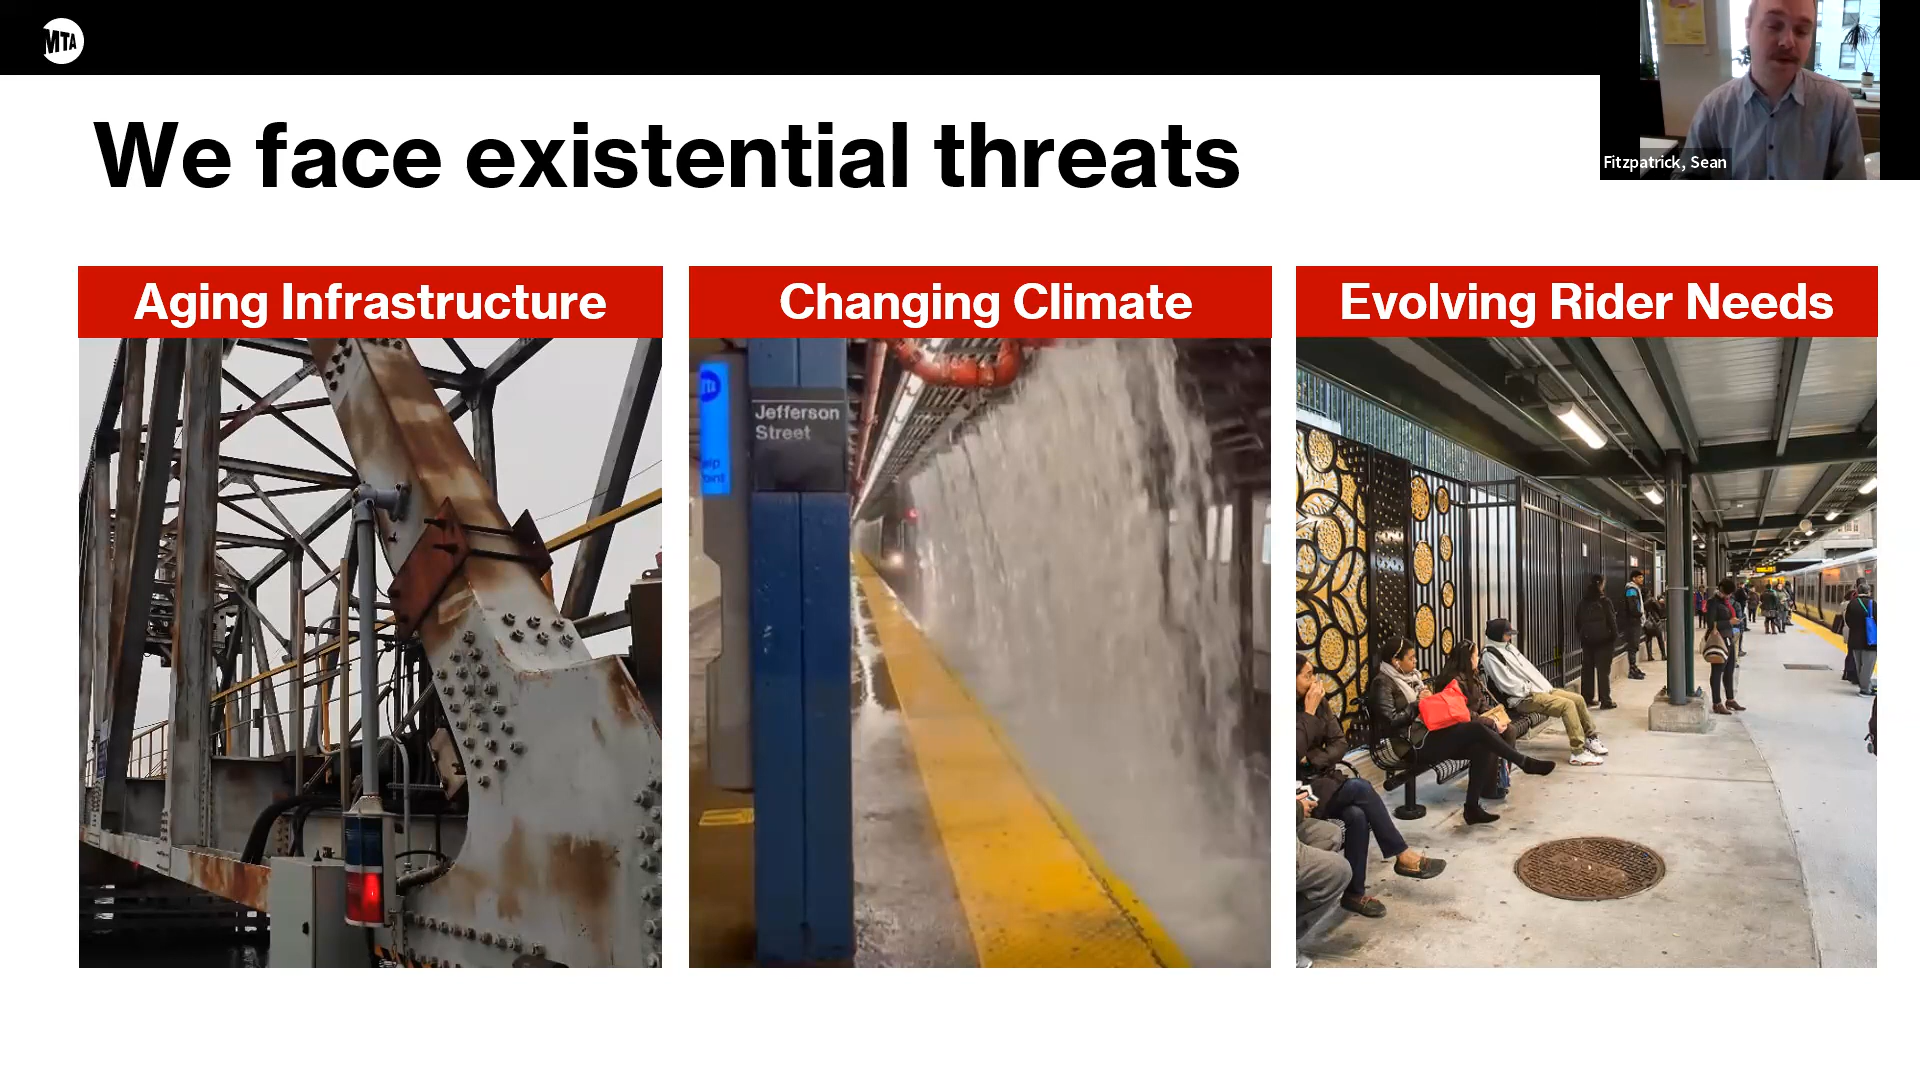 MTA
Fitzpatrick, Sean
We face existential threats
Aging Infrastructure
Changing Climate
Evolving Rider Needs
Jefferson
Street